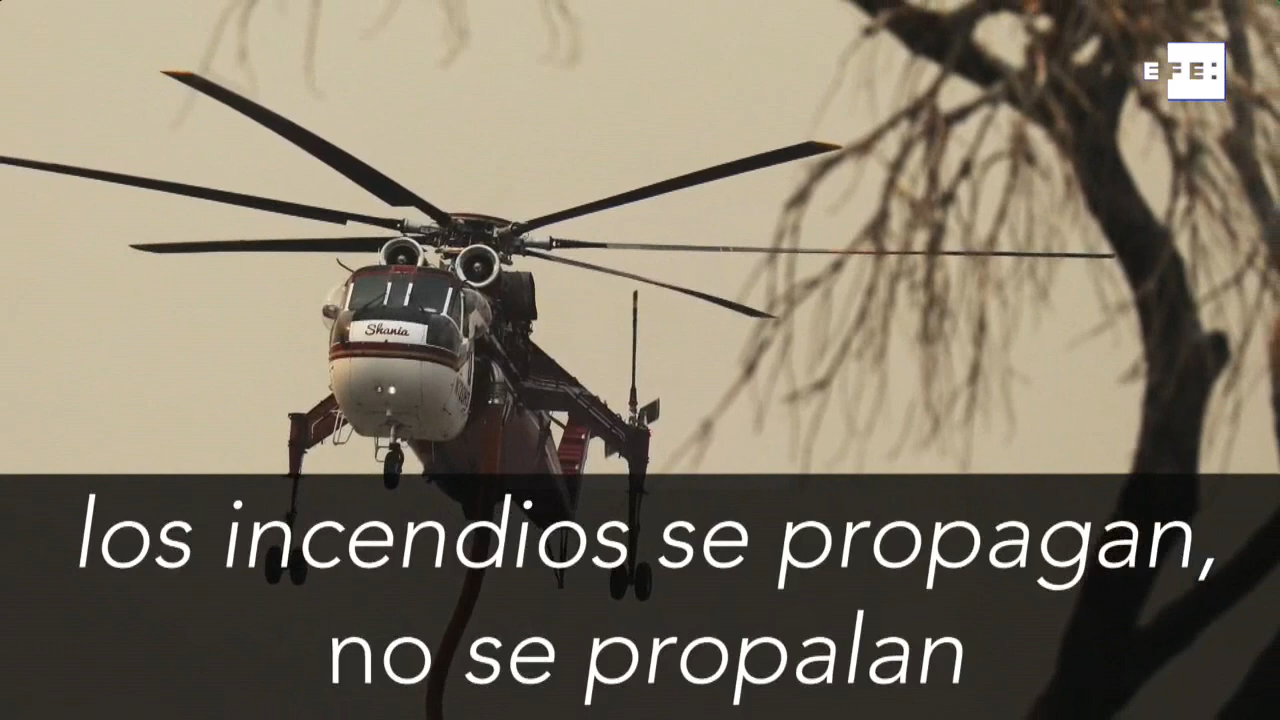 EFE:
Shania
los incendios se propagan,
no se propalan